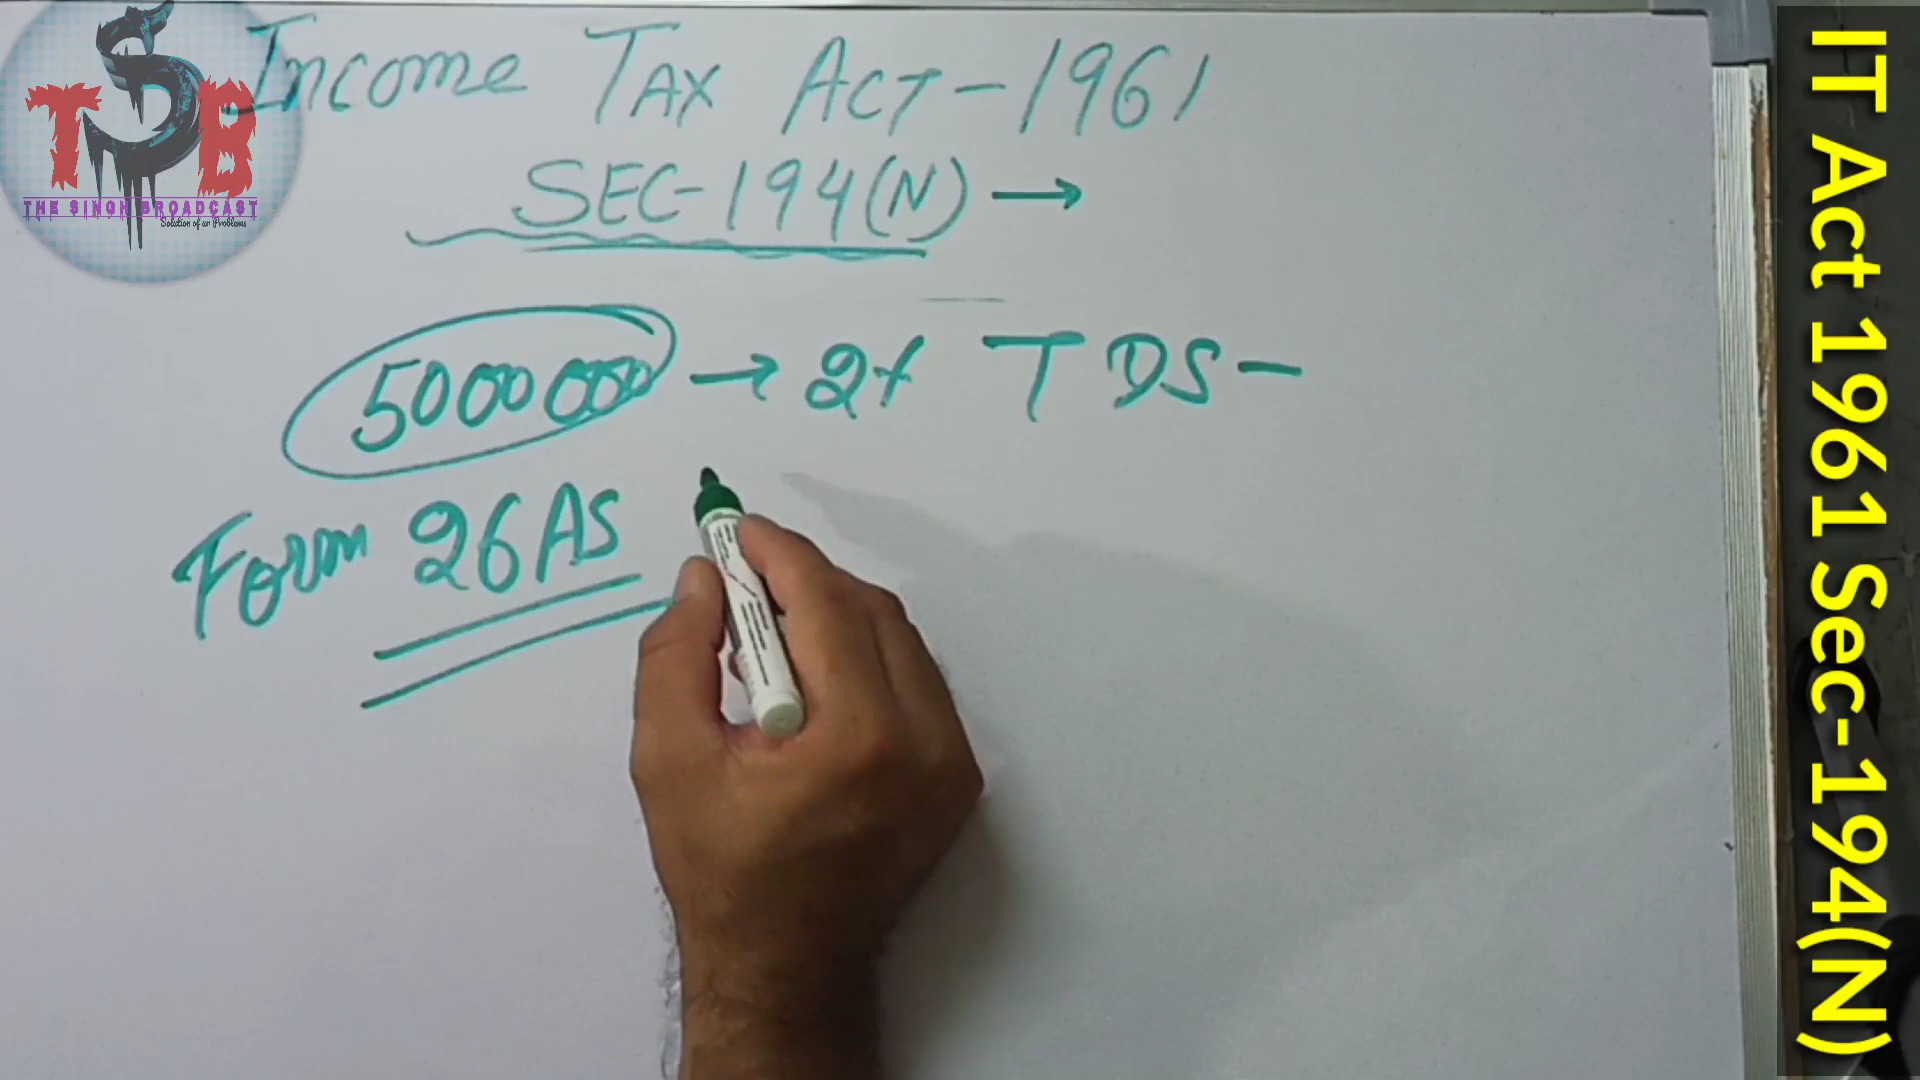 TSB
THE SINGH BROADCAST
Solution of ur Problems
Income Tax Act-1961
SEC-194(N) →
5000000 → 2% TDS-
Form 26AS
IT Act 1961 Sec-194(N)